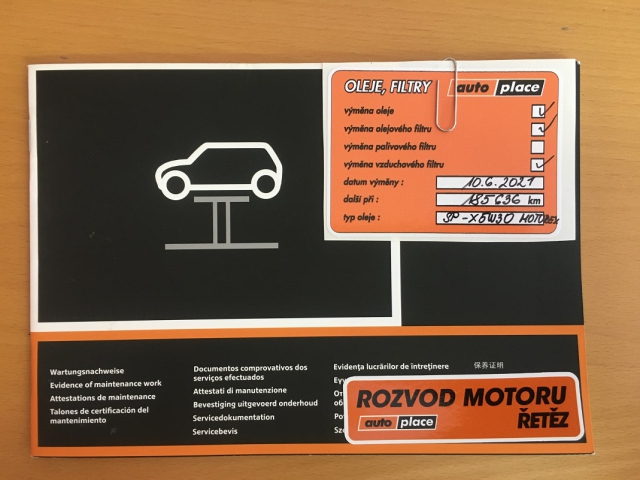 OLEJE, FILTRY auto place
výměna oleje
výměna olejového filtru
výměna palivového filtru
výměna vzduchového filtru
datum výměny : 10.6.2021
další při : 185636 km
typ oleje : SP-X5W30 MOTOREX
Wartungsnachweise
Evidence of maintenance work
Attestations de maintenance
Talones de certificación del
mantenimiento
Documentos comprovativos dos
serviços efectuados
Attestati di manutenzione
Bevestiging uitgevoerd onderhoud
Servicedokumentation
Servicebevis
Evidenţa lucrărilor de întreţinere
保养证明
ROZVOD MOTORU
auto place ŘETĚZ